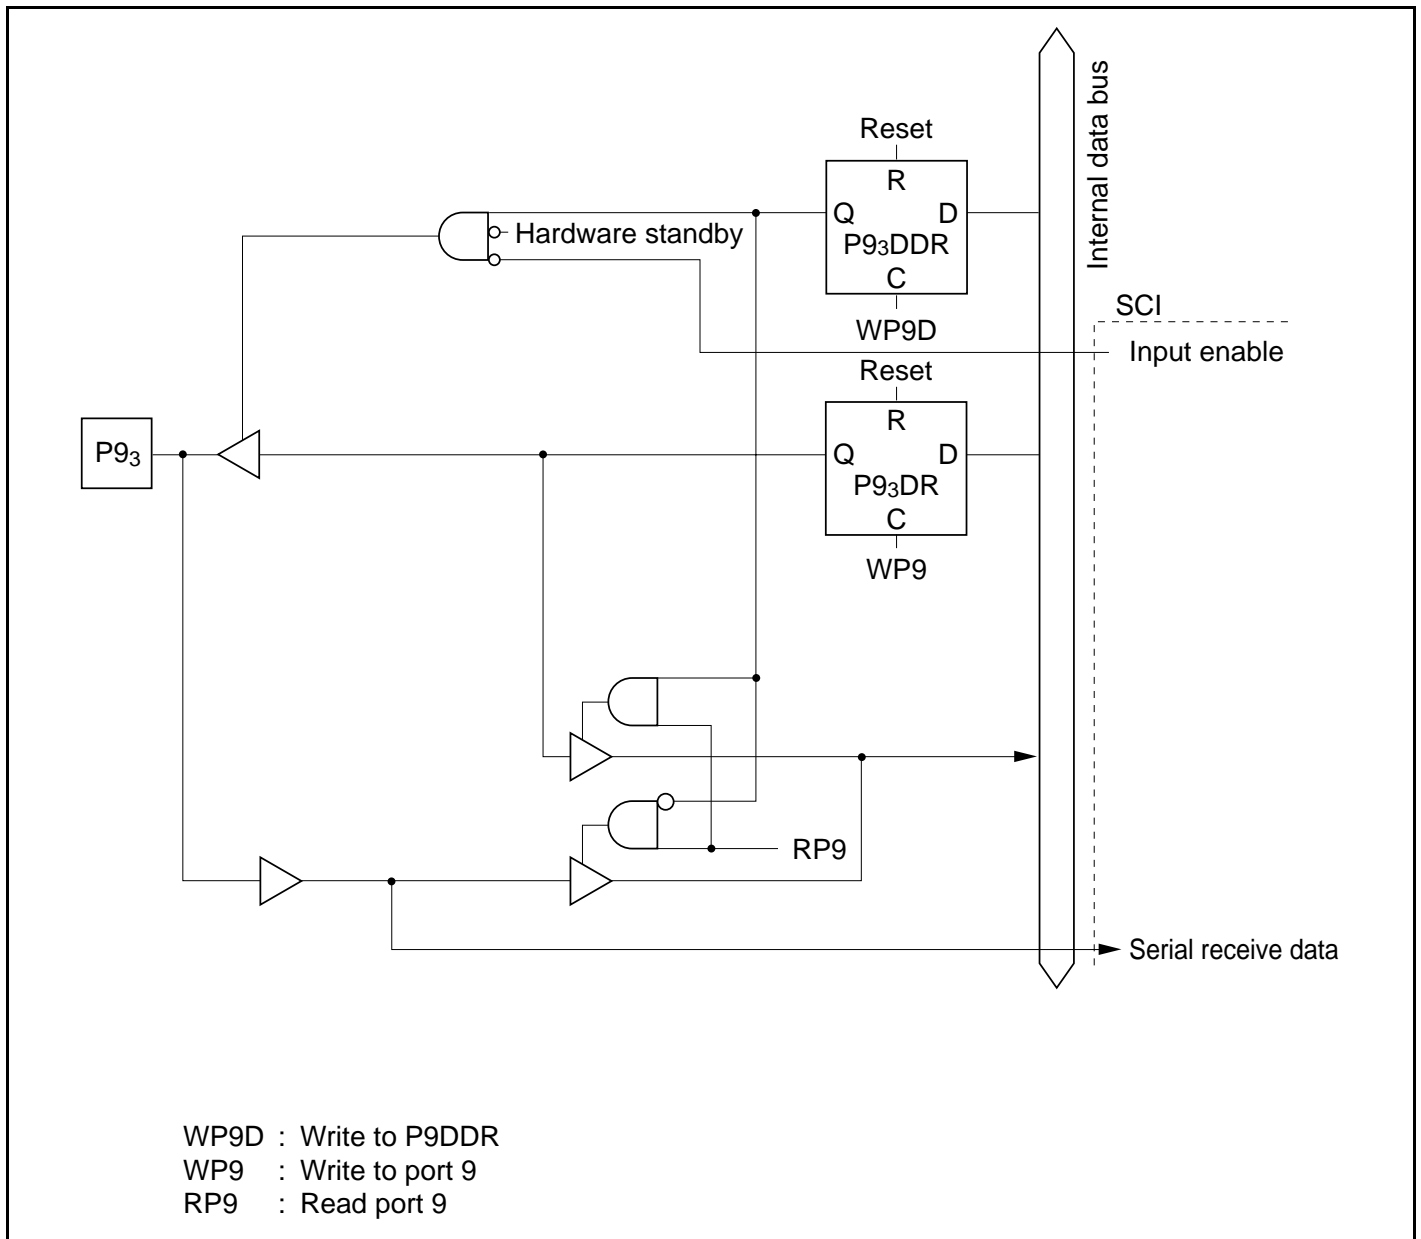 Internal data bus
Reset
R
Q D
Hardware standby
P9₃DDR
C
SCI
WP9D
Input enable
Reset
R
P9₃
Q D
P9₃DR
C
WP9
RP9
Serial receive data
WP9D : Write to P9DDR
WP9 : Write to port 9
RP9 : Read port 9